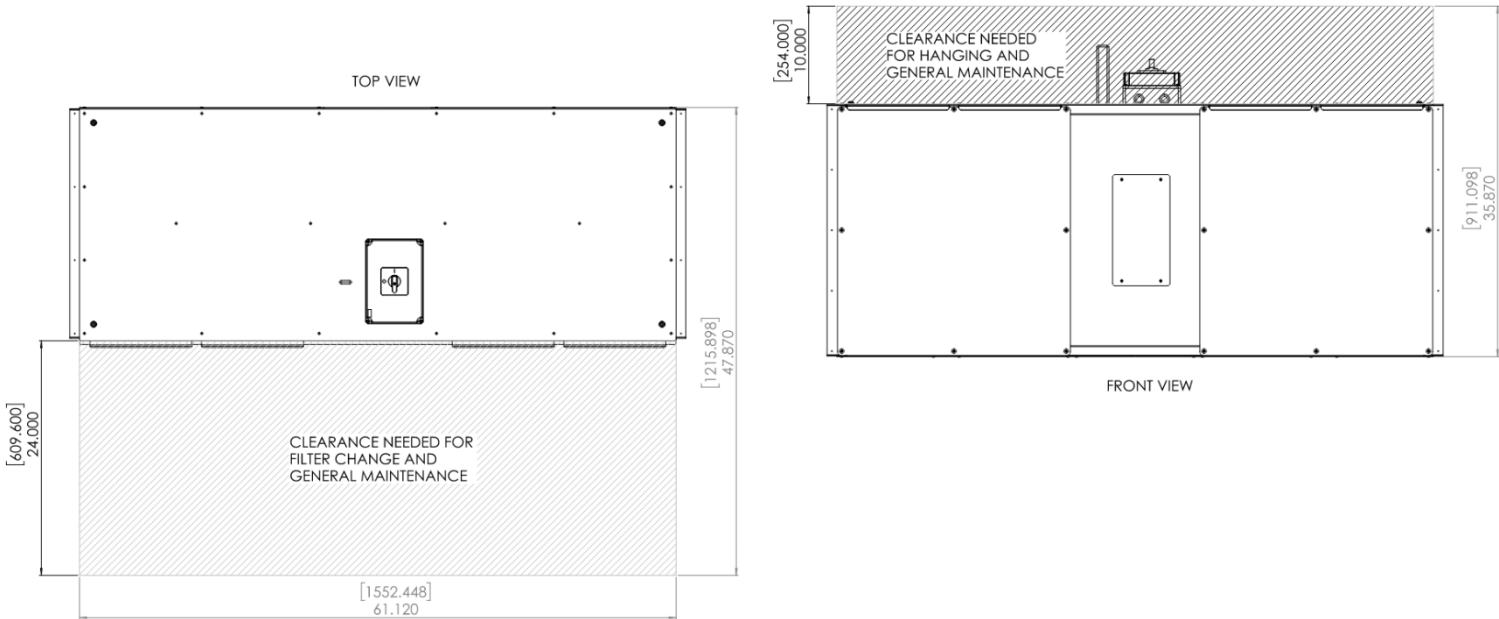 TOP VIEW
[609.600]
24.000
CLEARANCE NEEDED FOR
FILTER CHANGE AND
GENERAL MAINTENANCE
[1215.898]
47.870
[1552.448]
61.120
[254.000]
10.000
CLEARANCE NEEDED
FOR HANGING AND
GENERAL MAINTENANCE
[911.098]
35.870
FRONT VIEW